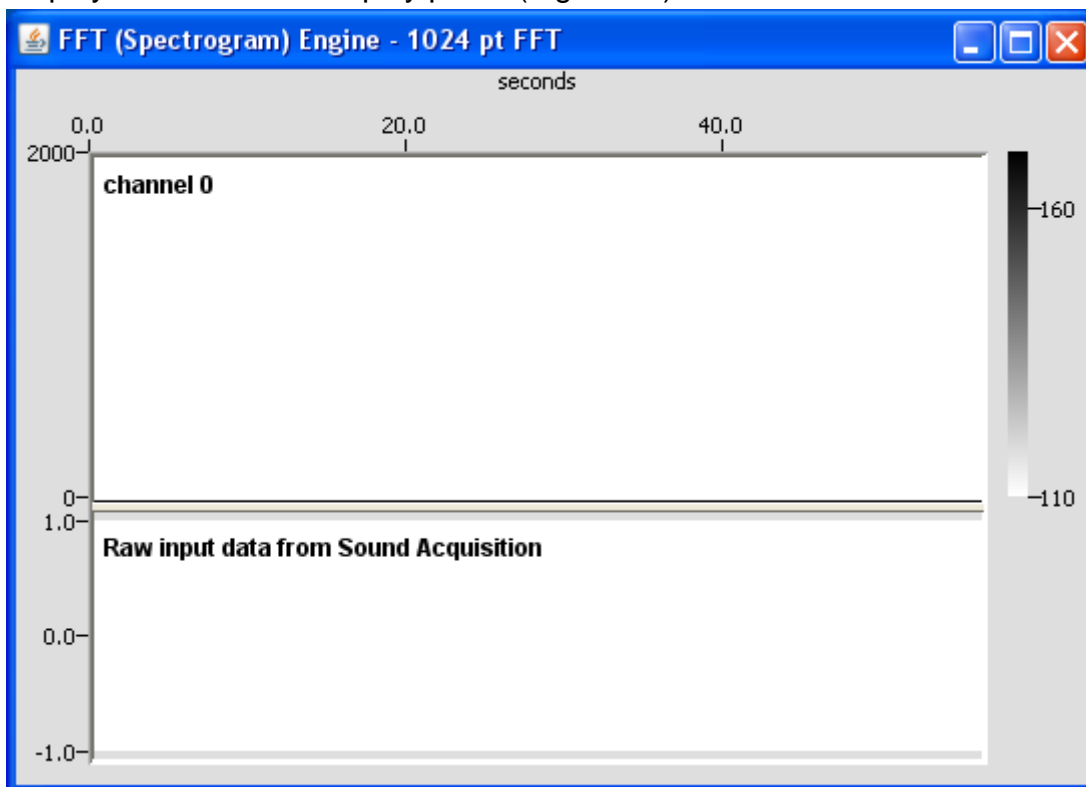 FFT (Spectrogram) Engine - 1024 pt FFT
seconds
0.0 20.0 40.0
2000
channel 0
160
0
110
1.0
Raw input data from Sound Acquisition
0.0
-1.0